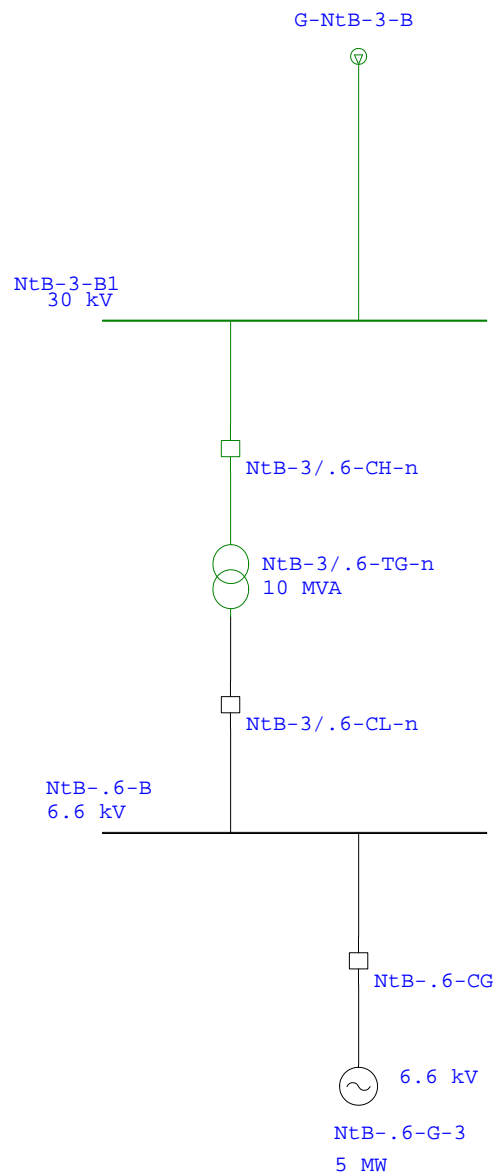 G-NtB-3-B
NtB-3-B1
30 kV
NtB-3/.6-CH-n
NtB-3/.6-TG-n
10 MVA
NtB-3/.6-CL-n
NtB-.6-B
6.6 kV
NtB-.6-CG
6.6 kV
NtB-.6-G-3
5 MW